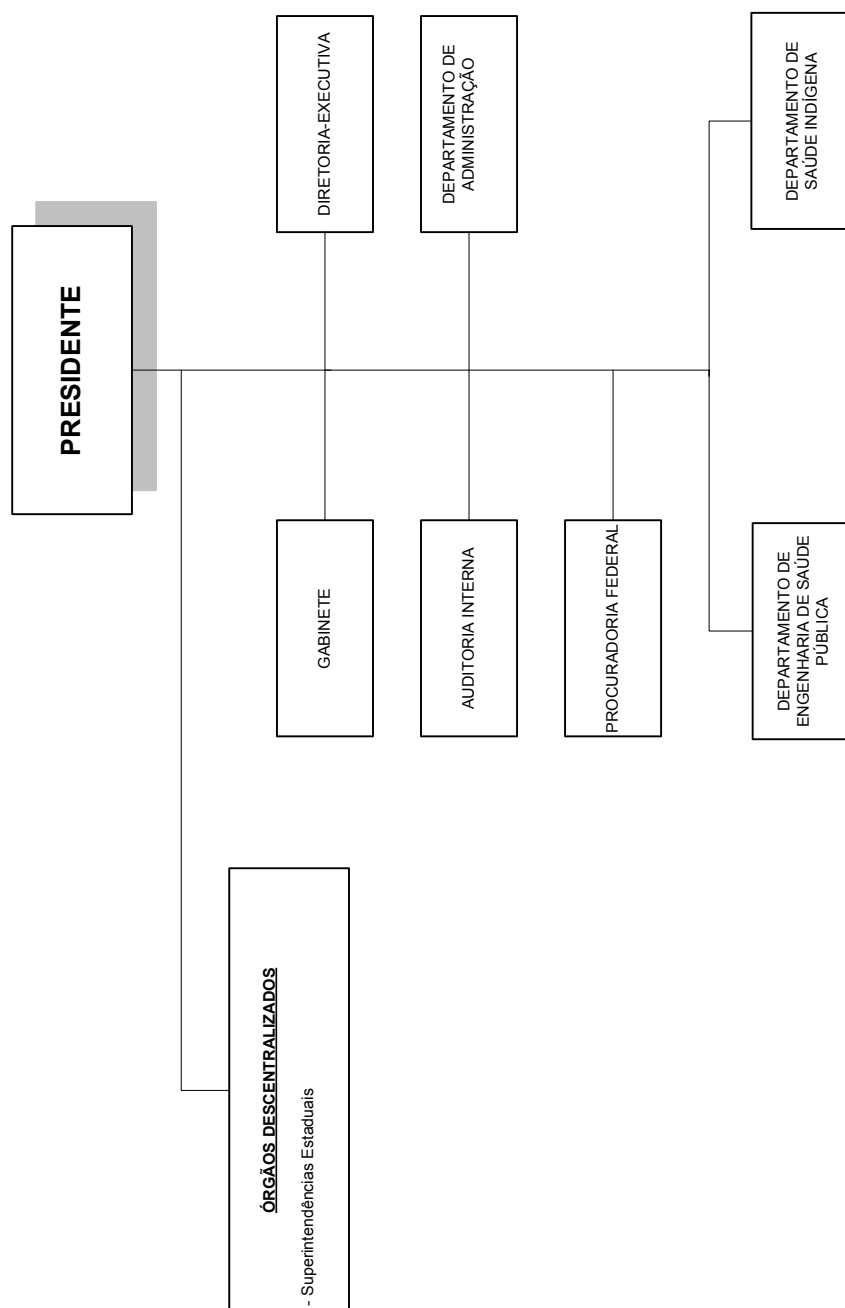 PRESIDENTE
ÓRGÃOS DESCENTRALIZADOS
- Superintendências Estaduais
GABINETE
DIRETORIA-EXECUTIVA
AUDITORIA INTERNA
DEPARTAMENTO DE
ADMINISTRAÇÃO
PROCURADORIA FEDERAL
DEPARTAMENTO DE
ENGENHARIA DE SAÚDE
PÚBLICA
DEPARTAMENTO DE
SAÚDE INDÍGENA